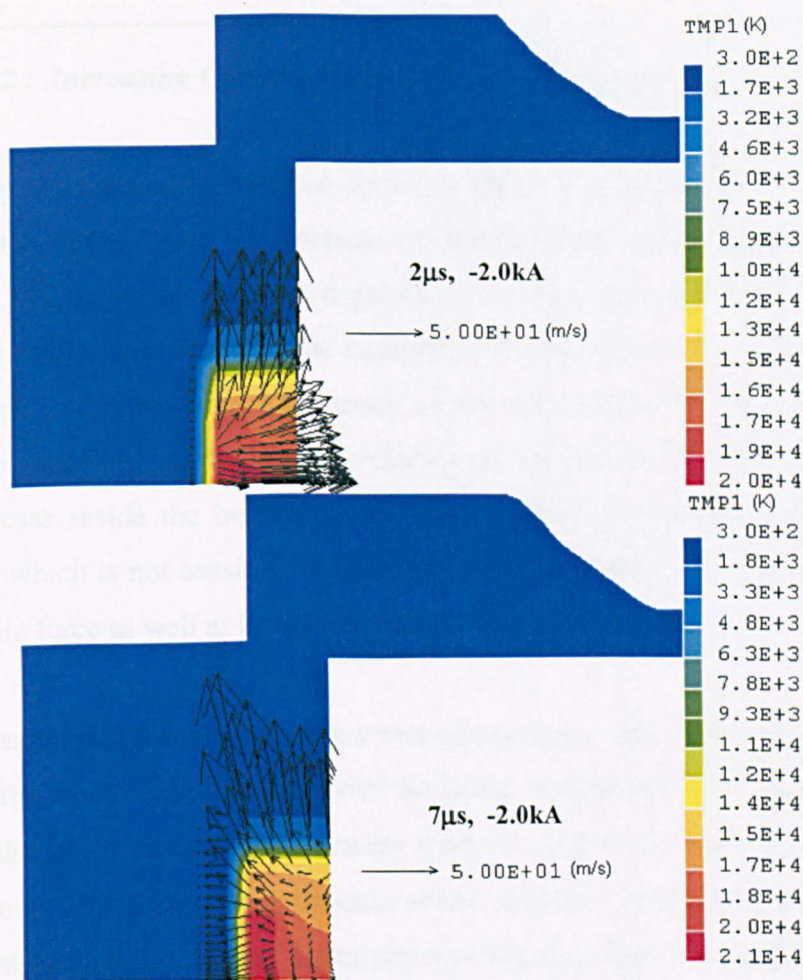 TMP1 (K)
3.0E+2
1.7E+3
3.2E+3
4.6E+3
6.0E+3
7.5E+3
8.9E+3
1.0E+4
1.2E+4
1.3E+4
1.5E+4
1.6E+4
1.7E+4
1.9E+4
2.0E+4
2μs, -2.0kA
5.00E+01 (m/s)
TMP1 (K)
3.0E+2
1.8E+3
3.3E+3
4.8E+3
6.3E+3
7.8E+3
9.3E+3
1.1E+4
1.2E+4
1.4E+4
1.5E+4
1.7E+4
1.8E+4
2.0E+4
2.1E+4
7μs, -2.0kA
5.00E+01 (m/s)